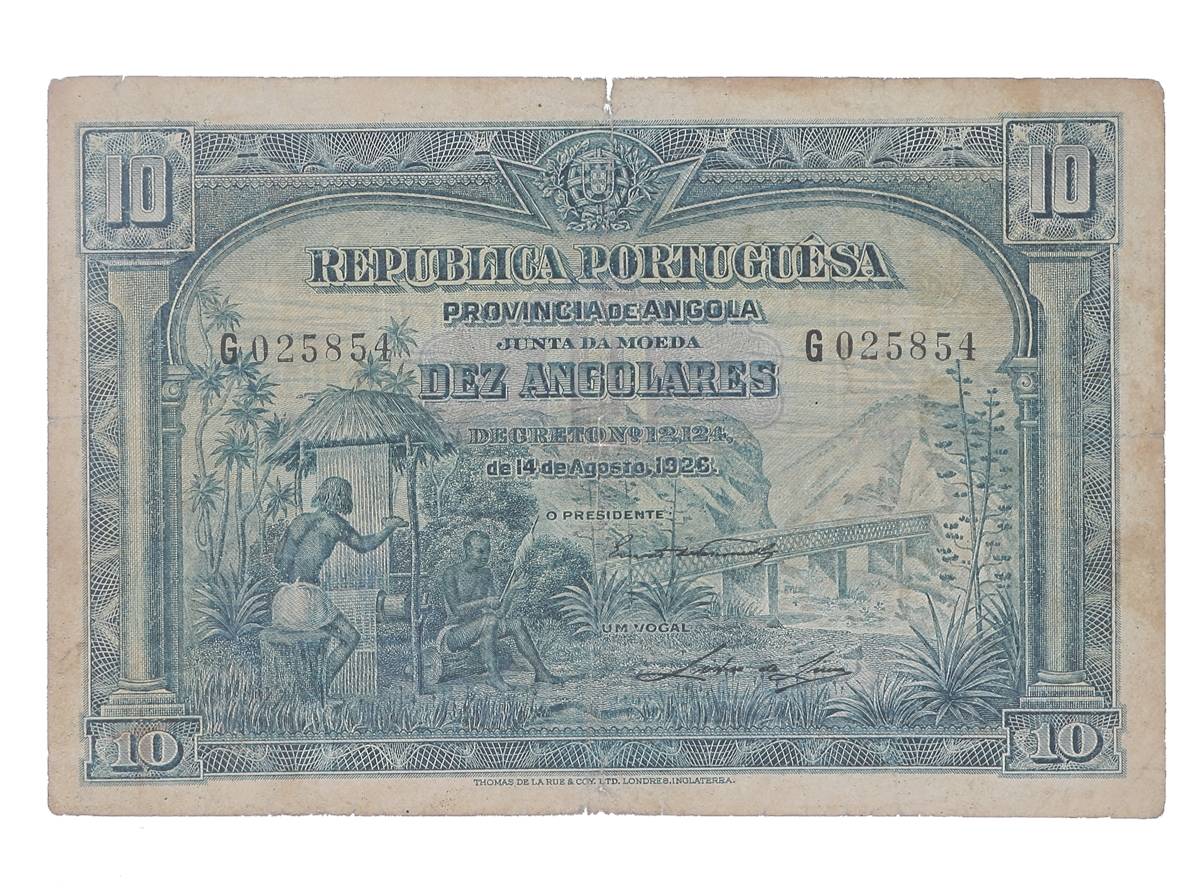 10 10
REPUBLICA PORTUGUÊSA
PROVINCIA DE ANGOLA
G 025854 G 025854
JUNTA DA MOEDA
DEZ ANGOLARES
DECRETO Nº 12.124,
de 14 de Agosto, 1926.
O PRESIDENTE
UM VOGAL
10 10
THOMAS DE LA RUE & COY. LTD. LONDRES, INGLATERRA.